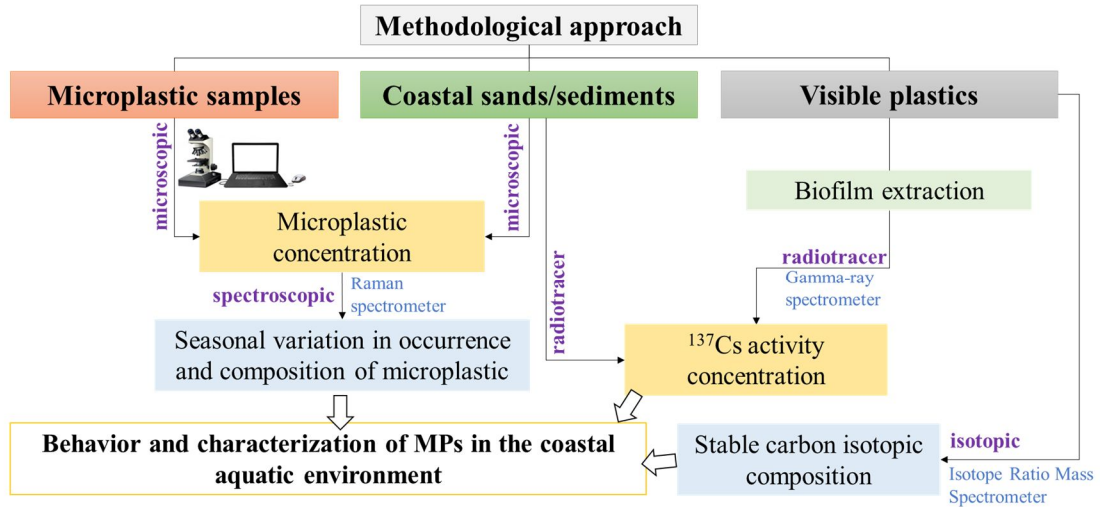 Methodological approach
Microplastic samples
Coastal sands/sediments
Visible plastics
microscopic
microscopic
Biofilm extraction
Microplastic
concentration
radiotracer
Gamma-ray
spectrometer
spectroscopic
Raman
spectrometer
radiotracer
Seasonal variation in occurrence
and composition of microplastic
¹³⁷Cs activity
concentration
Behavior and characterization of MPs in the coastal
aquatic environment
Stable carbon isotopic
composition
isotopic
Isotope Ratio Mass
Spectrometer